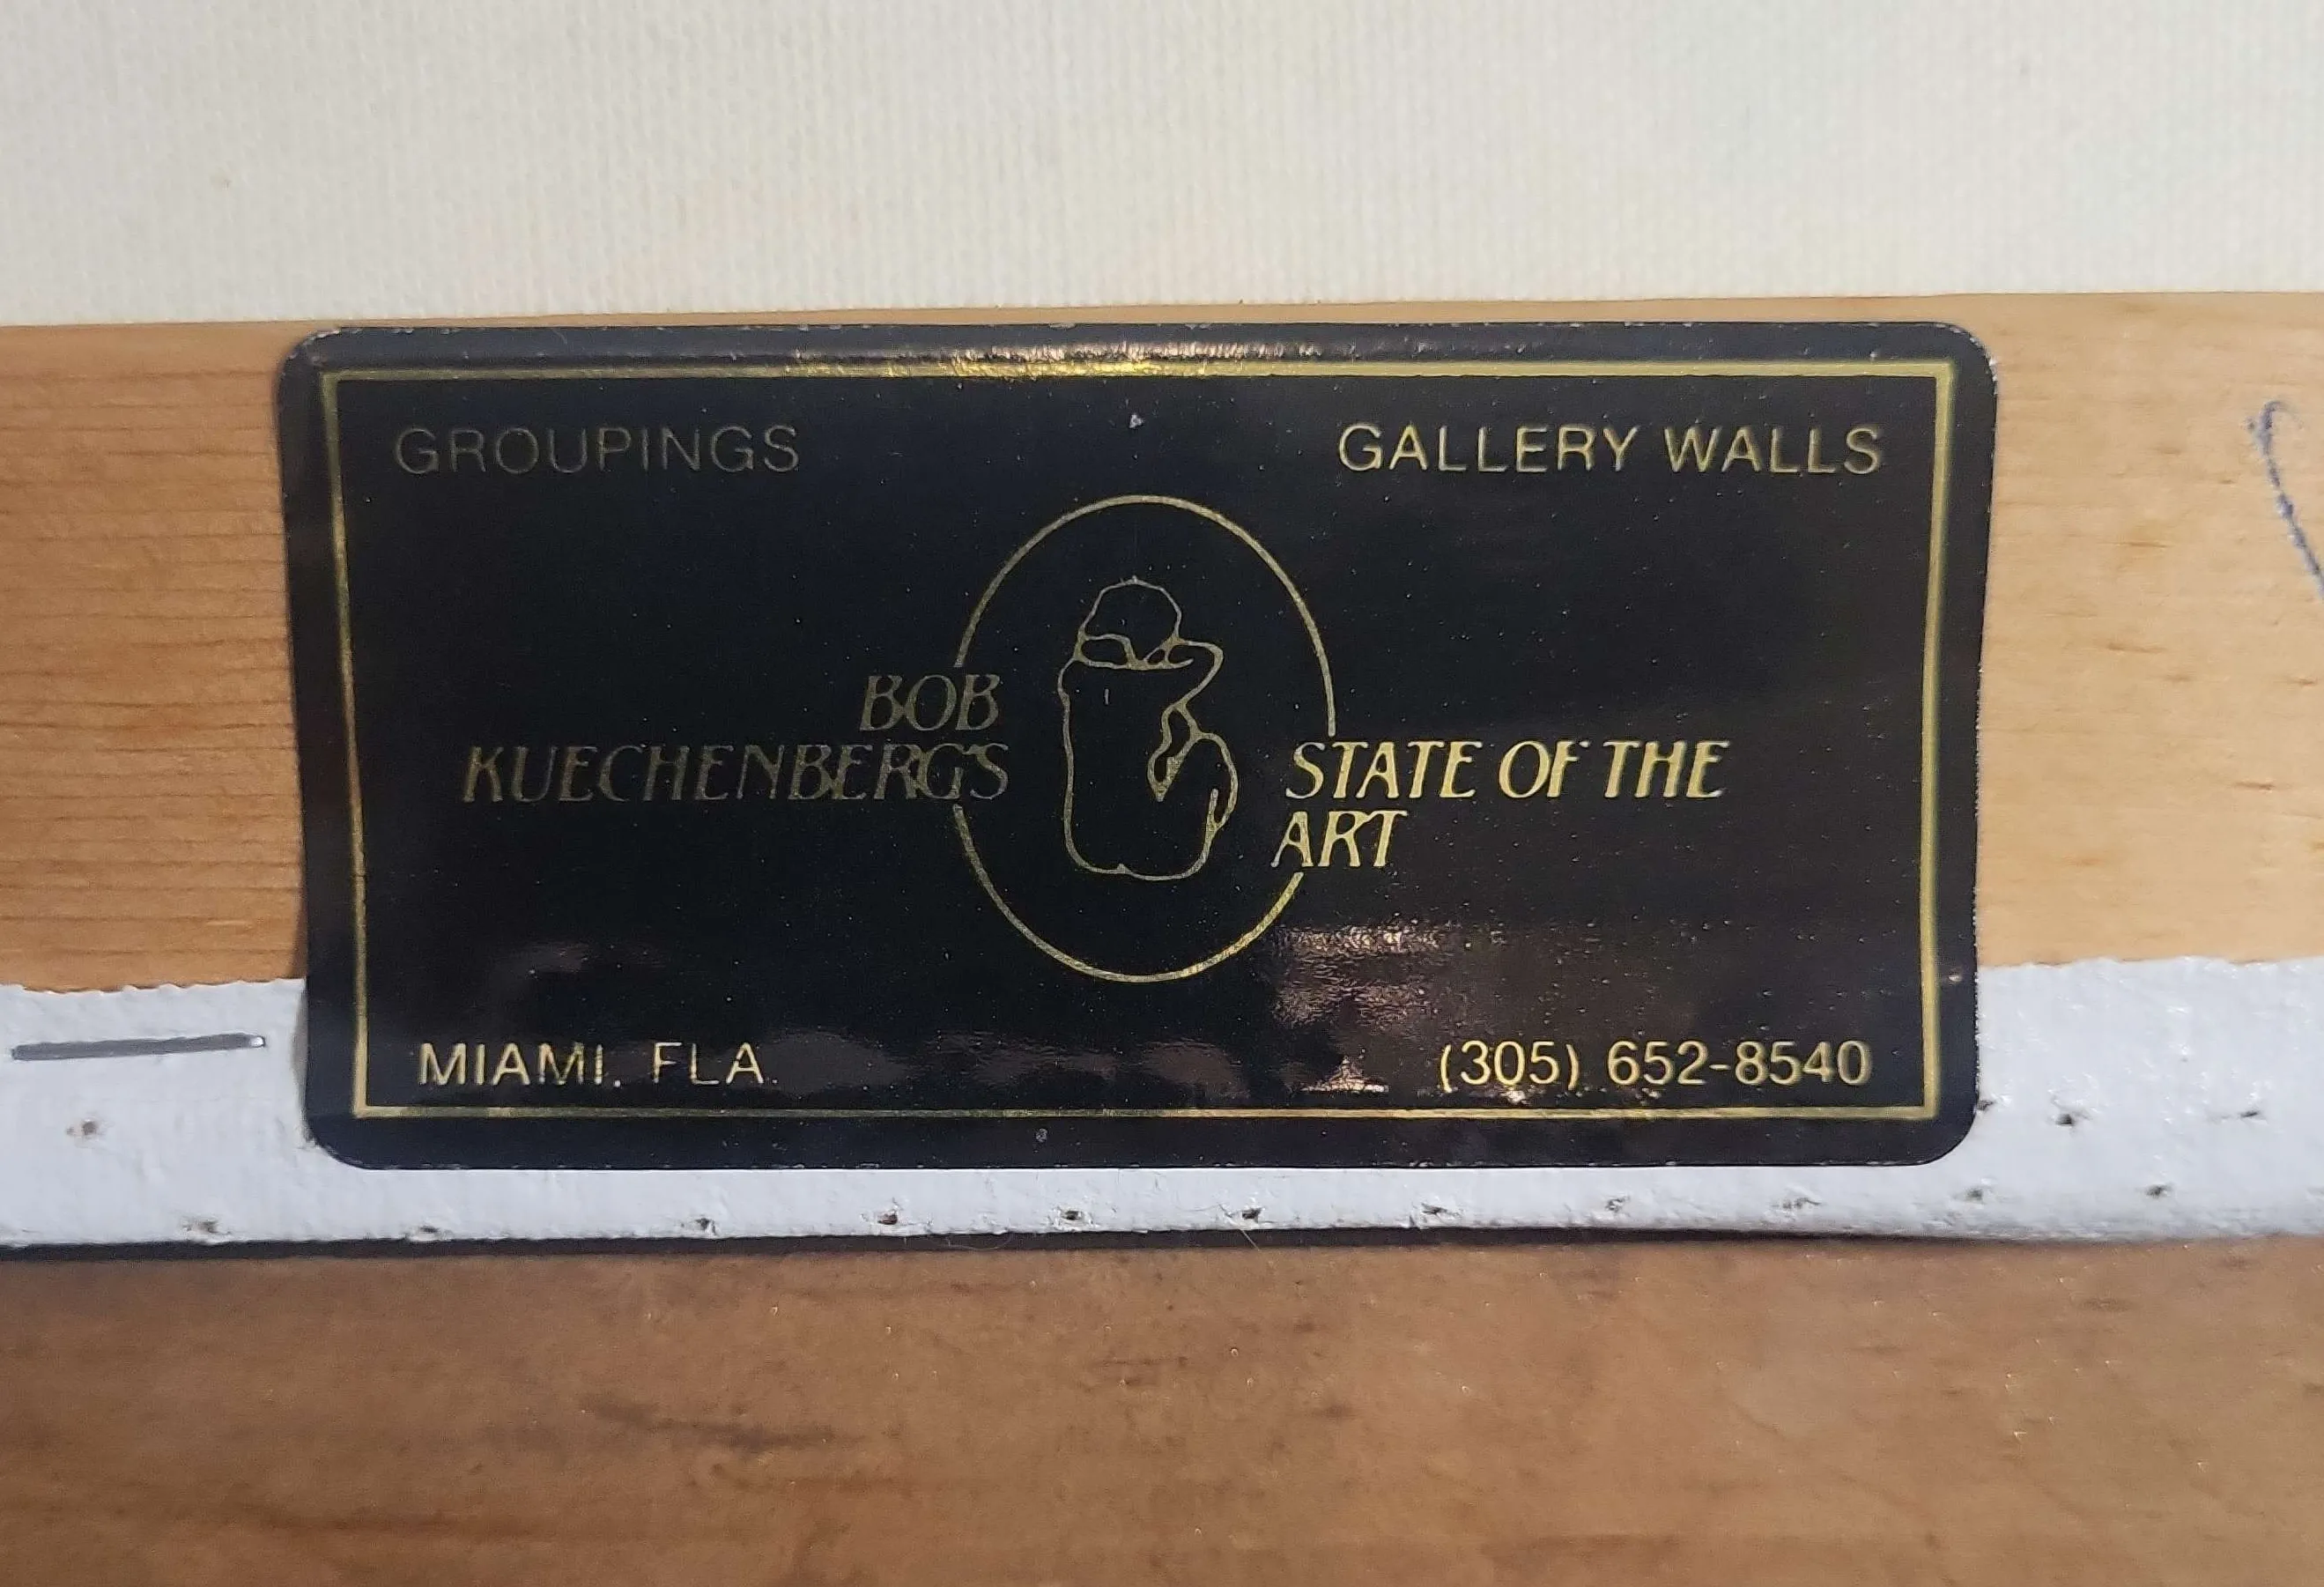 GROUPINGS
GALLERY WALLS
BOB
KUECHENBERG'S
STATE OF THE
ART
MIAMI, FLA.
(305) 652-8540